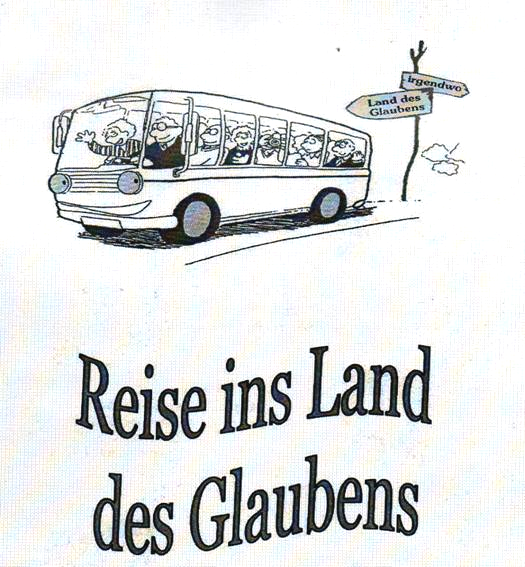 irgendwo
Land des
Glaubens
Reise ins Land
des Glaubens